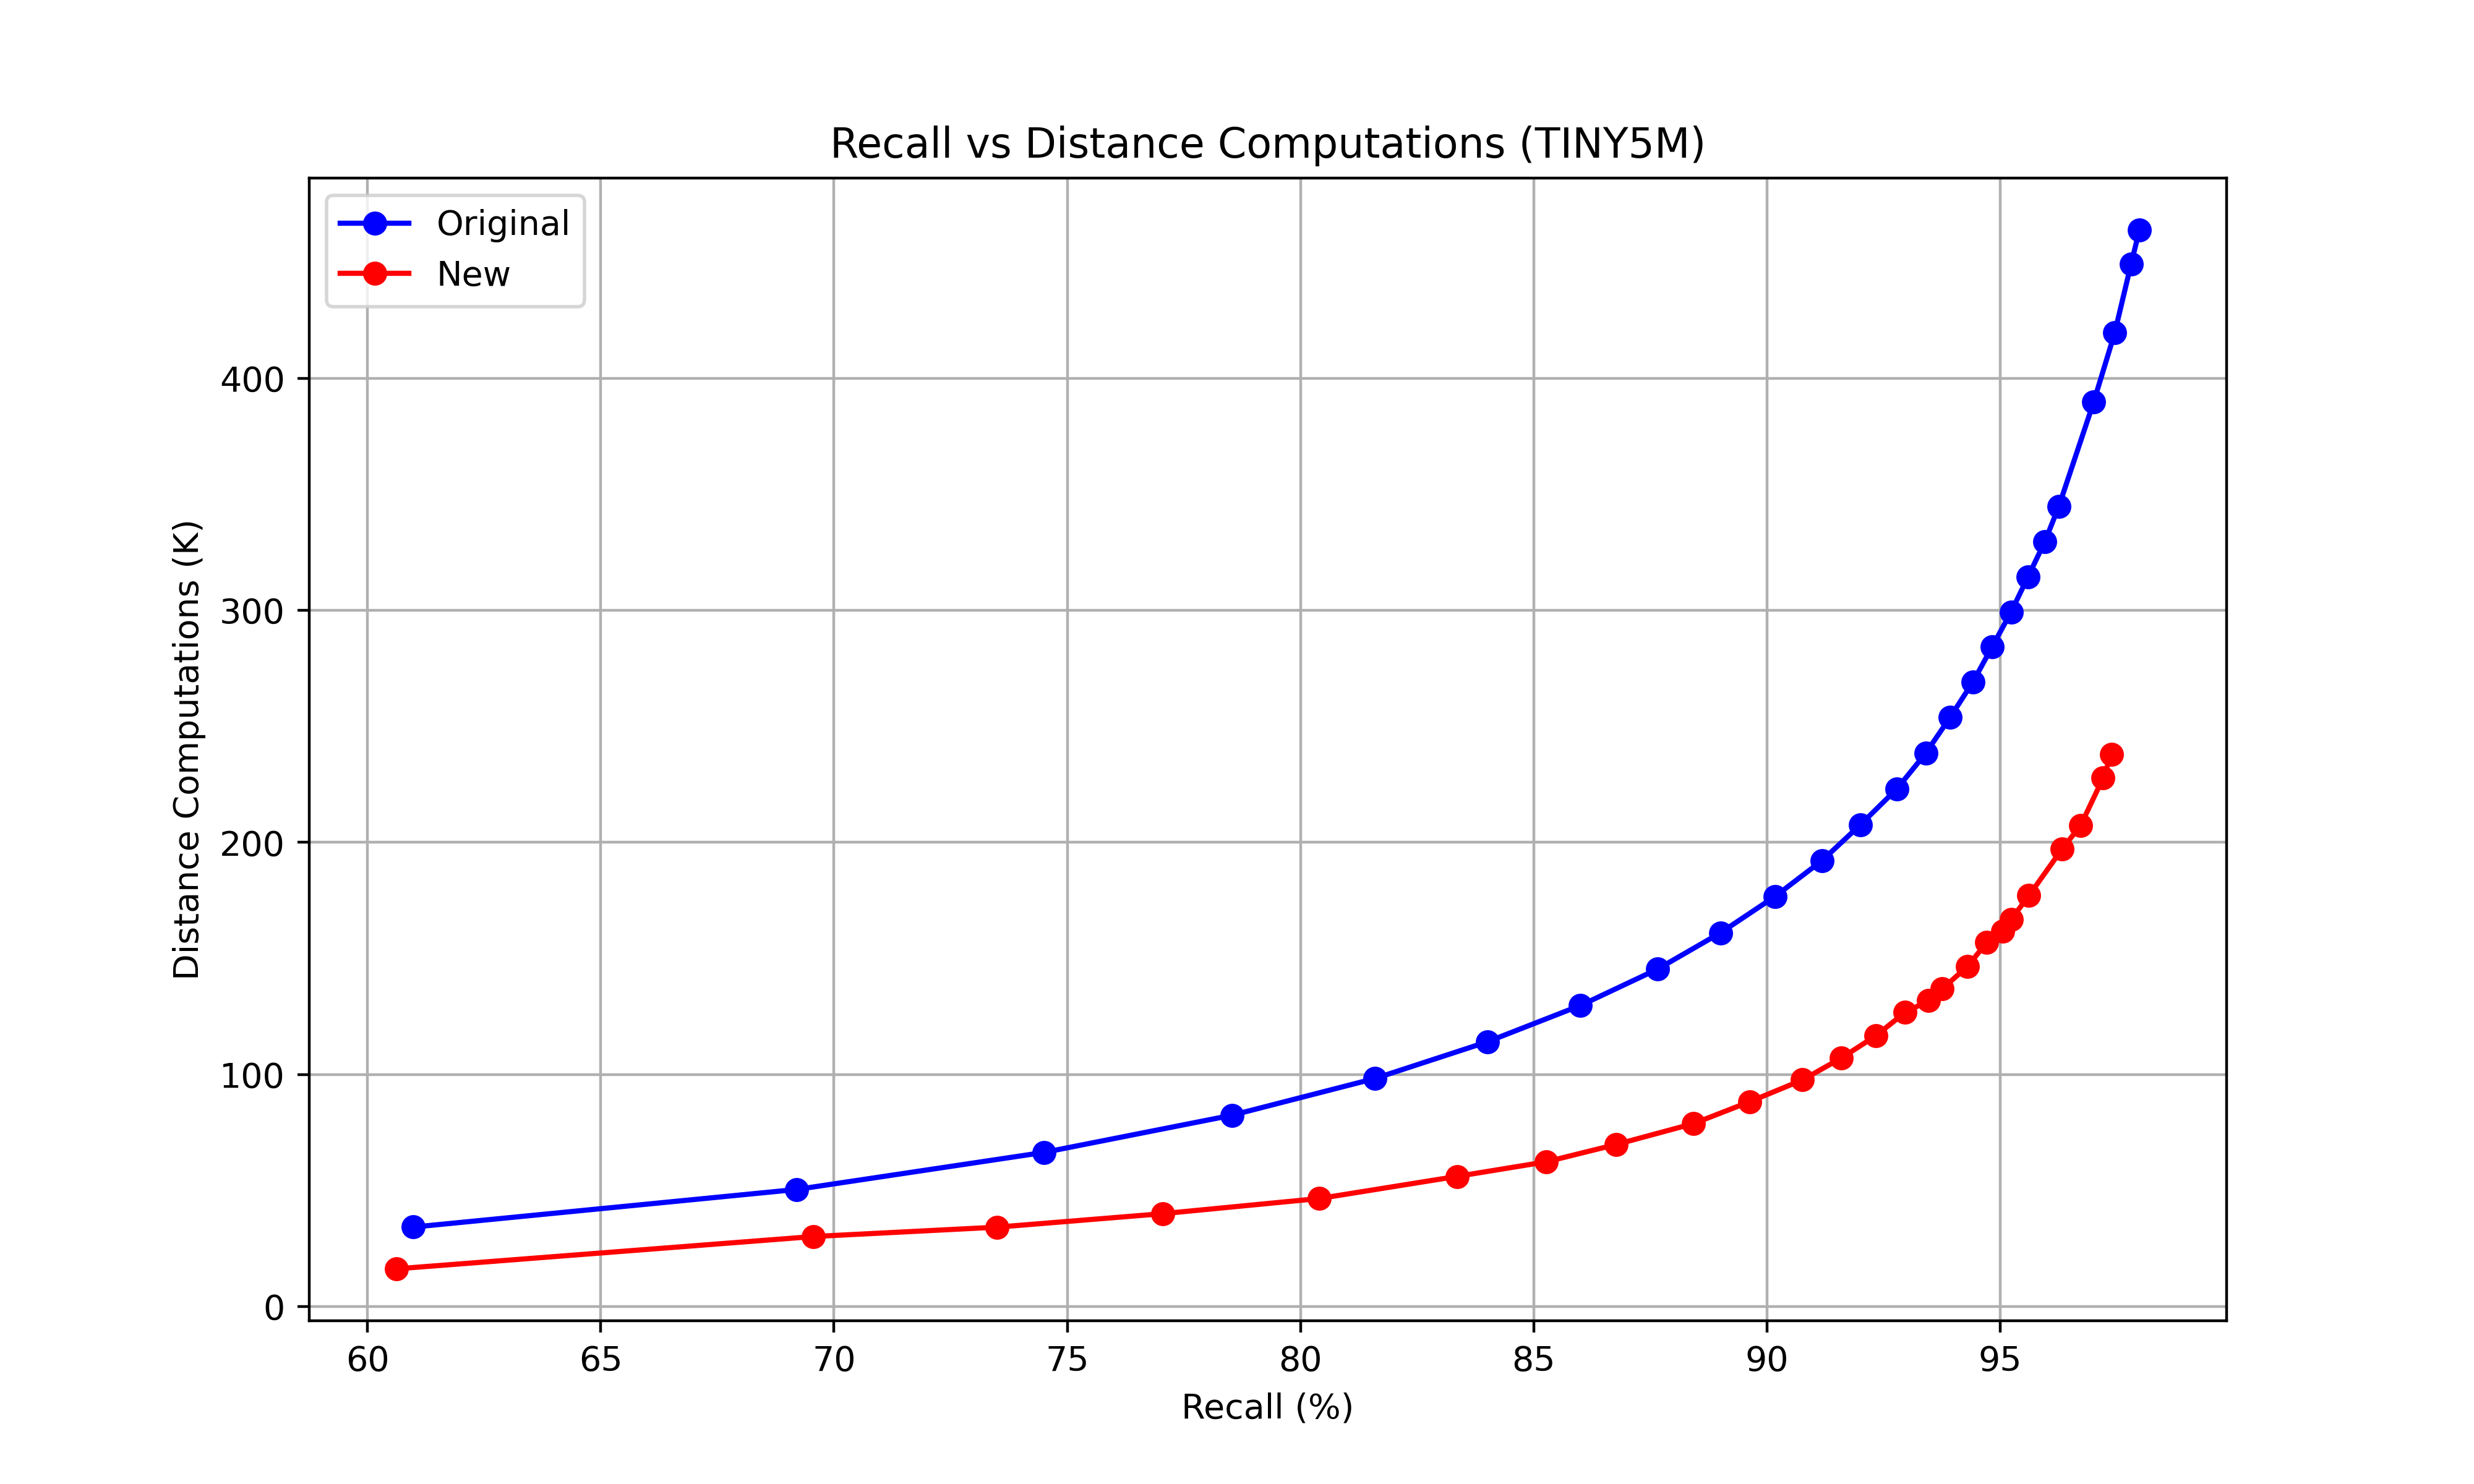 Recall vs Distance Computations (TINY5M)
Original
New
Distance Computations (K)
400
300
200
100
0
60 65 70 75 80 85 90 95
Recall (%)